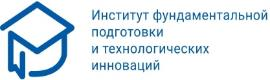 Институт фундаментальной
подготовки
и технологических
инноваций